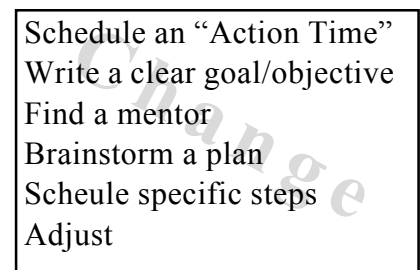 Schedule an “Action Time”
Write a clear goal/objective
Find a mentor
Brainstorm a plan
Scheule specific steps
Adjust
Change